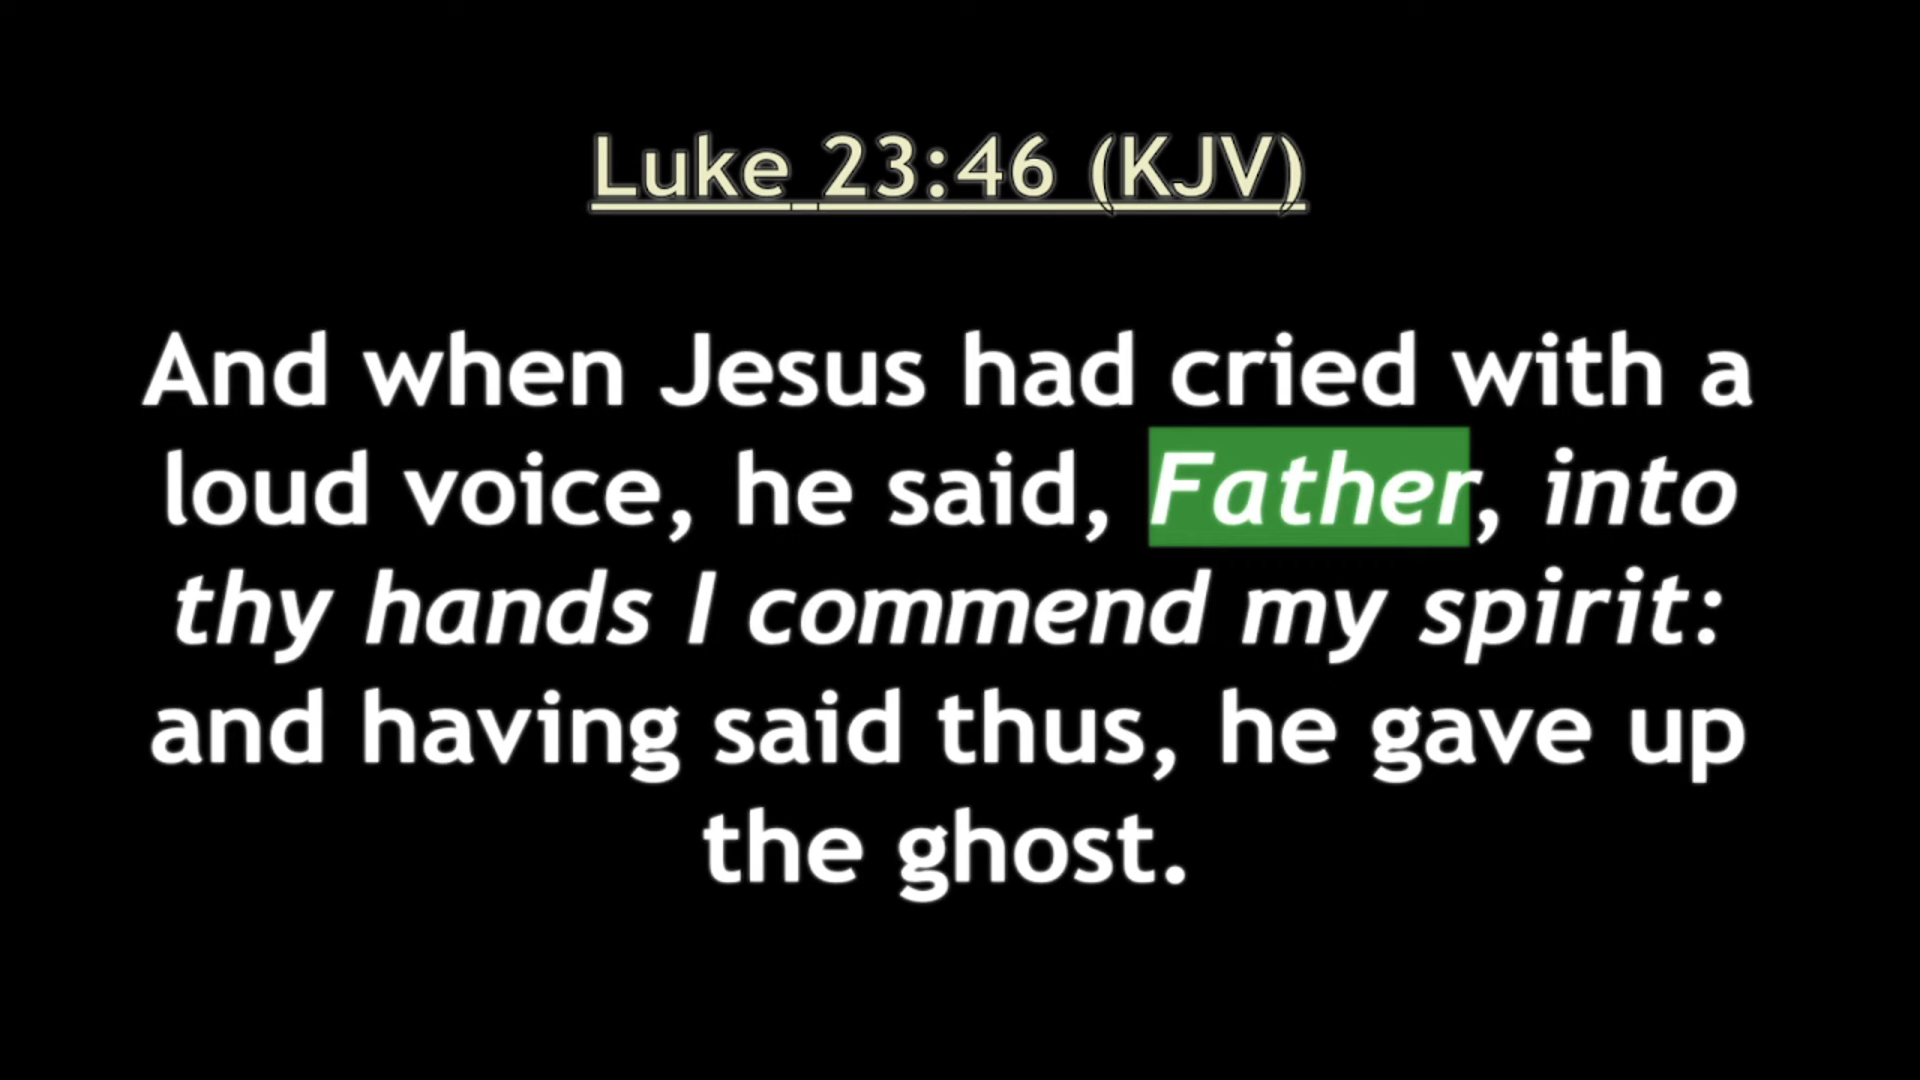 Luke 23:46 (KJV)
And when Jesus had cried with a
loud voice, he said, Father, into
thy hands I commend my spirit:
and having said thus, he gave up
the ghost.